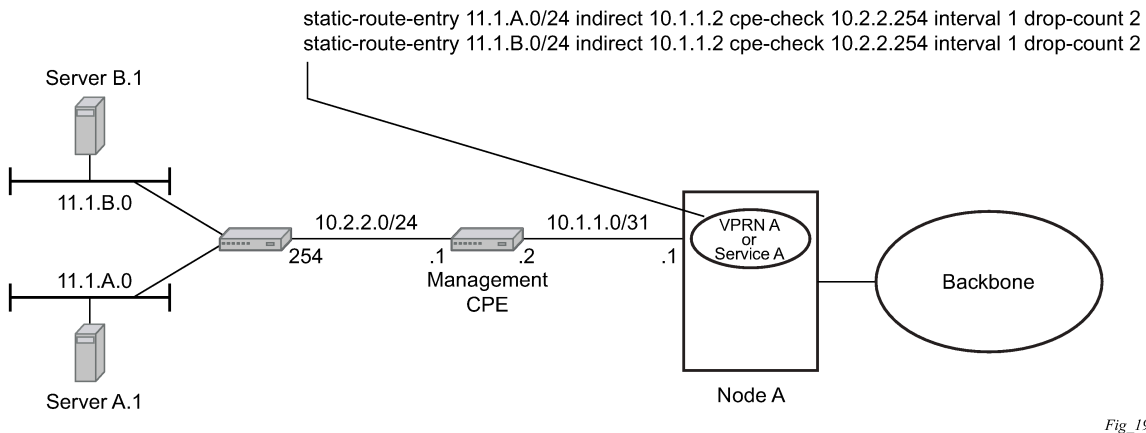 static-route-entry 11.1.A.0/24 indirect 10.1.1.2 cpe-check 10.2.2.254 interval 1 drop-count 2
static-route-entry 11.1.B.0/24 indirect 10.1.1.2 cpe-check 10.2.2.254 interval 1 drop-count 2
Server B.1
11.1.B.0
10.2.2.0/24
10.1.1.0/31
VPRN A
or
Service A
254
.1
.2
.1
Management
CPE
11.1.A.0
Backbone
Server A.1
Node A
Fig_19